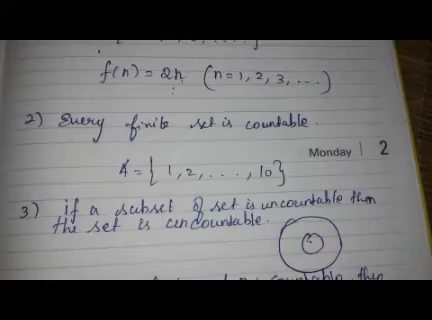 f(n) = 2n (n = 1, 2, 3, ...)
2) Every finite set is countable.
Monday | 2
A = { 1, 2, . . . , 10 }
3) if a subset of set is uncountable then
the set is uncountable.